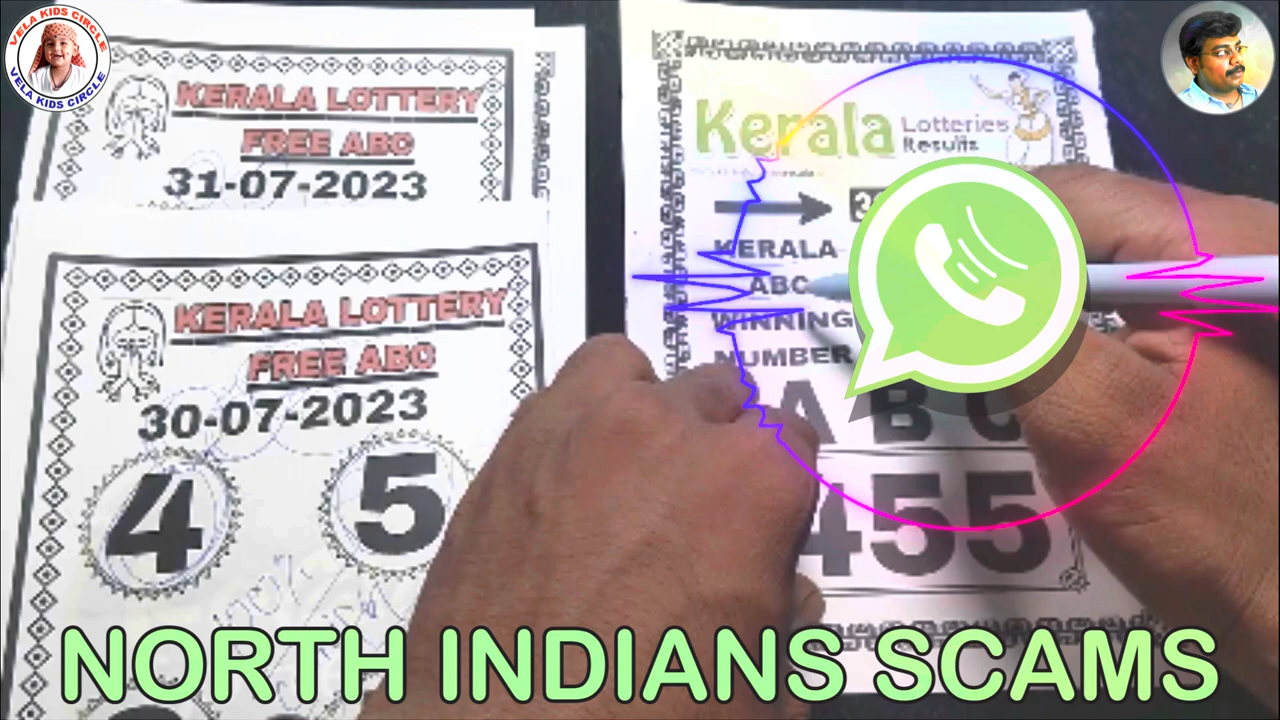 VELA KIDS CIRCLE
VELA KIDS CIRCLE
KERALA LOTTERY
FREE ABC
31-07-2023
KERALA LOTTERY
FREE ABC
30-07-2023
4 5
Kerala Lotteries
Results
KERALA
ABC
WINNING
NUMBER
A B C
455
NORTH INDIANS SCAMS